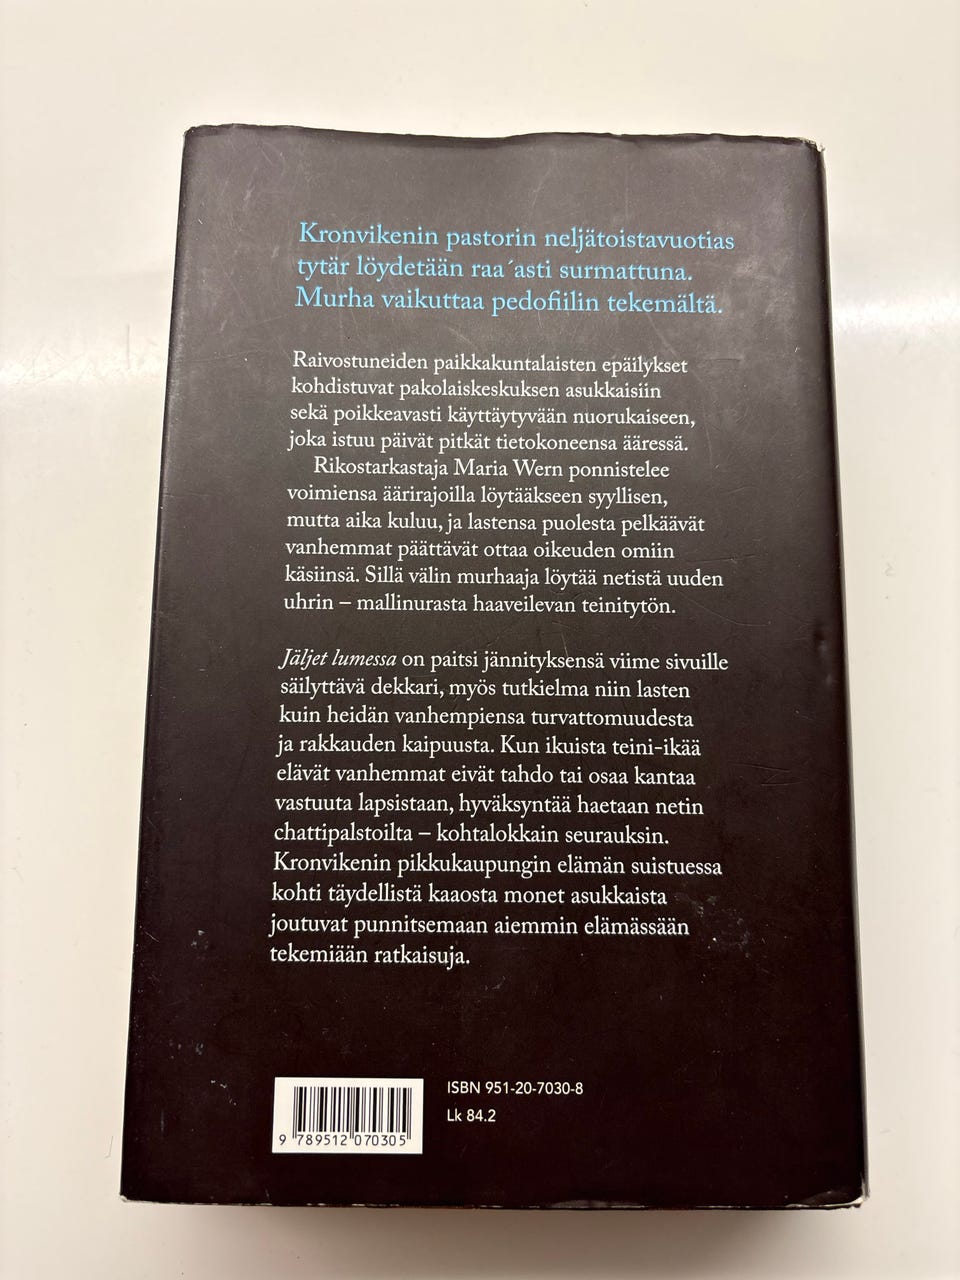 Kronvikenin pastorin neljätoistavuotias
tytär löydetään raa´asti surmattuna.
Murha vaikuttaa pedofiilin tekemältä.
Raivostuneiden paikkakuntalaisten epäilykset
kohdistuvat pakolaiskeskuksen asukkaisiin
sekä poikkeavasti käyttäytyvään nuorukaiseen,
joka istuu päivät pitkät tietokoneensa ääressä.
Rikostarkastaja Maria Wern ponnistelee
voimiensa äärirajoilla löytääkseen syyllisen,
mutta aika kuluu, ja lastensa puolesta pelkäävät
vanhemmat päättävät ottaa oikeuden omiin
käsiinsä. Sillä välin murhaaja löytää netistä uuden
uhrin – mallinurasta haaveilevan teinitytön.
Jäljet lumessa on paitsi jännityksensä viime sivuille
säilyttävä dekkari, myös tutkielma niin lasten
kuin heidän vanhempiensa turvattomuudesta
ja rakkauden kaipuusta. Kun ikuista teini-ikää
elävät vanhemmat eivät tahdo tai osaa kantaa
vastuuta lapsistaan, hyväksyntää haetaan netin
chattipalstoilta – kohtalokkain seurauksin.
Kronvikenin pikkukaupungin elämän suistuessa
kohti täydellistä kaaosta monet asukkaista
joutuvat punnitsemaan aiemmin elämässään
tekemiään ratkaisuja.
ISBN 951-20-7030-8
Lk 84.2
9 789512 070305